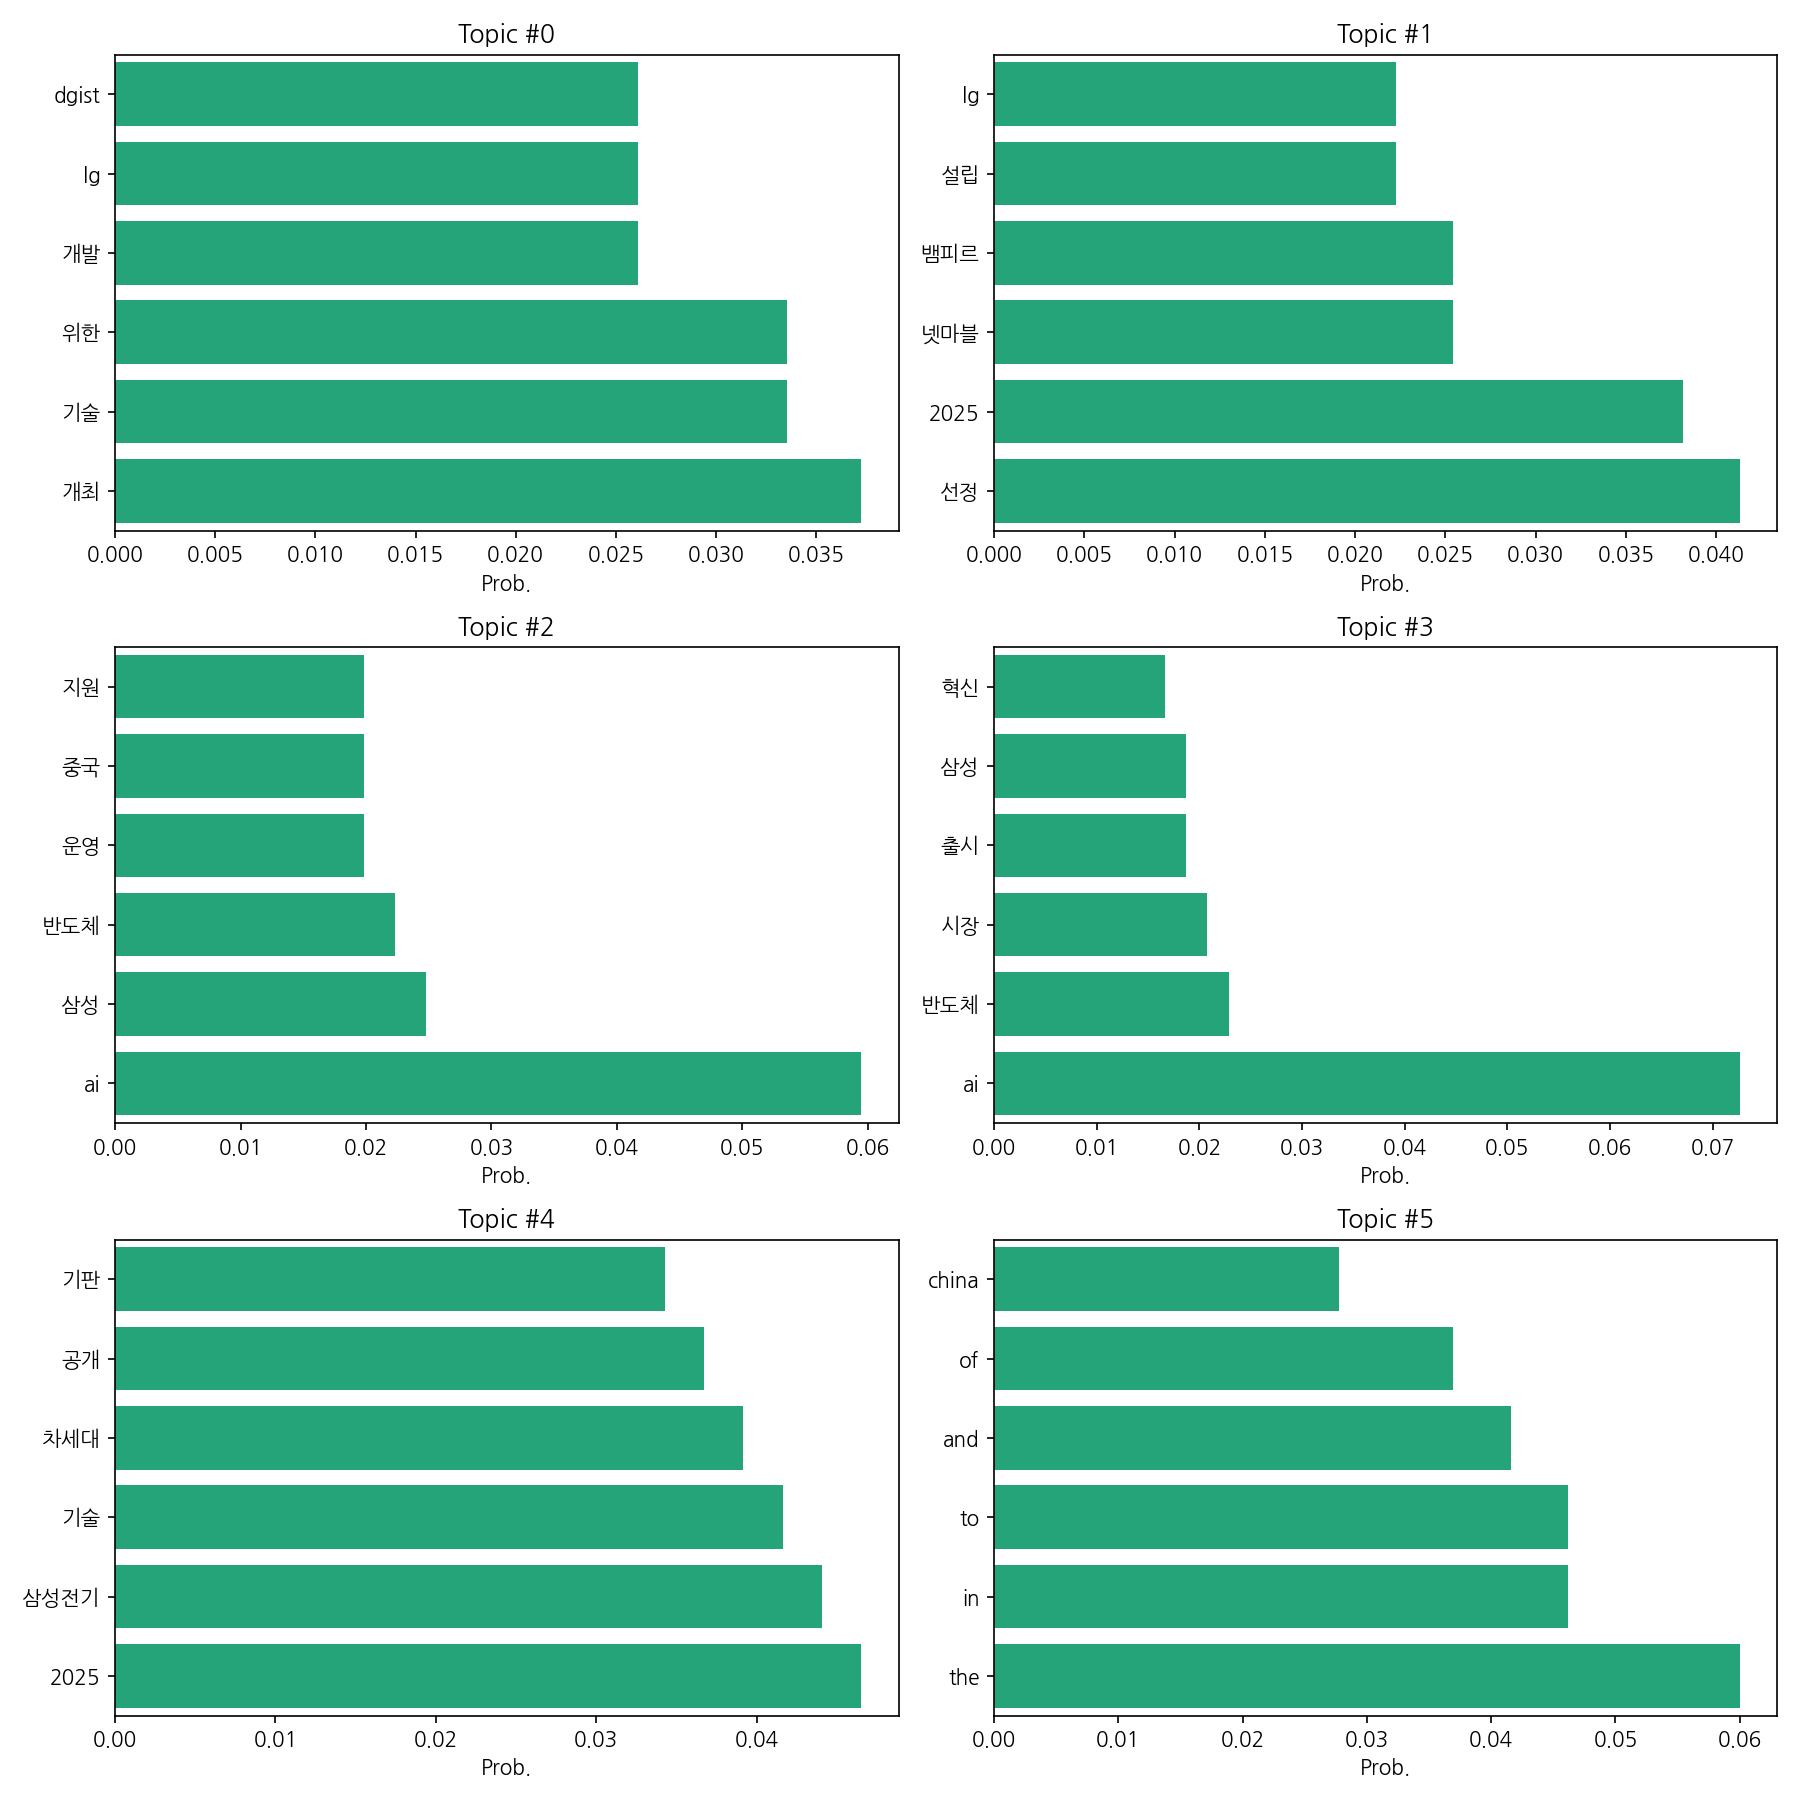 Topic #0
dgist
lg
개발
위한
기술
개최
0.000 0.005 0.010 0.015 0.020 0.025 0.030 0.035
Prob.
Topic #1
lg
설립
뱀피르
넷마블
2025
선정
0.000 0.005 0.010 0.015 0.020 0.025 0.030 0.035 0.040
Prob.
Topic #2
지원
중국
운영
반도체
삼성
ai
0.00 0.01 0.02 0.03 0.04 0.05 0.06
Prob.
Topic #3
혁신
삼성
출시
시장
반도체
ai
0.00 0.01 0.02 0.03 0.04 0.05 0.06 0.07
Prob.
Topic #4
기판
공개
차세대
기술
삼성전기
2025
0.00 0.01 0.02 0.03 0.04
Prob.
Topic #5
china
of
and
to
in
the
0.00 0.01 0.02 0.03 0.04 0.05 0.06
Prob.